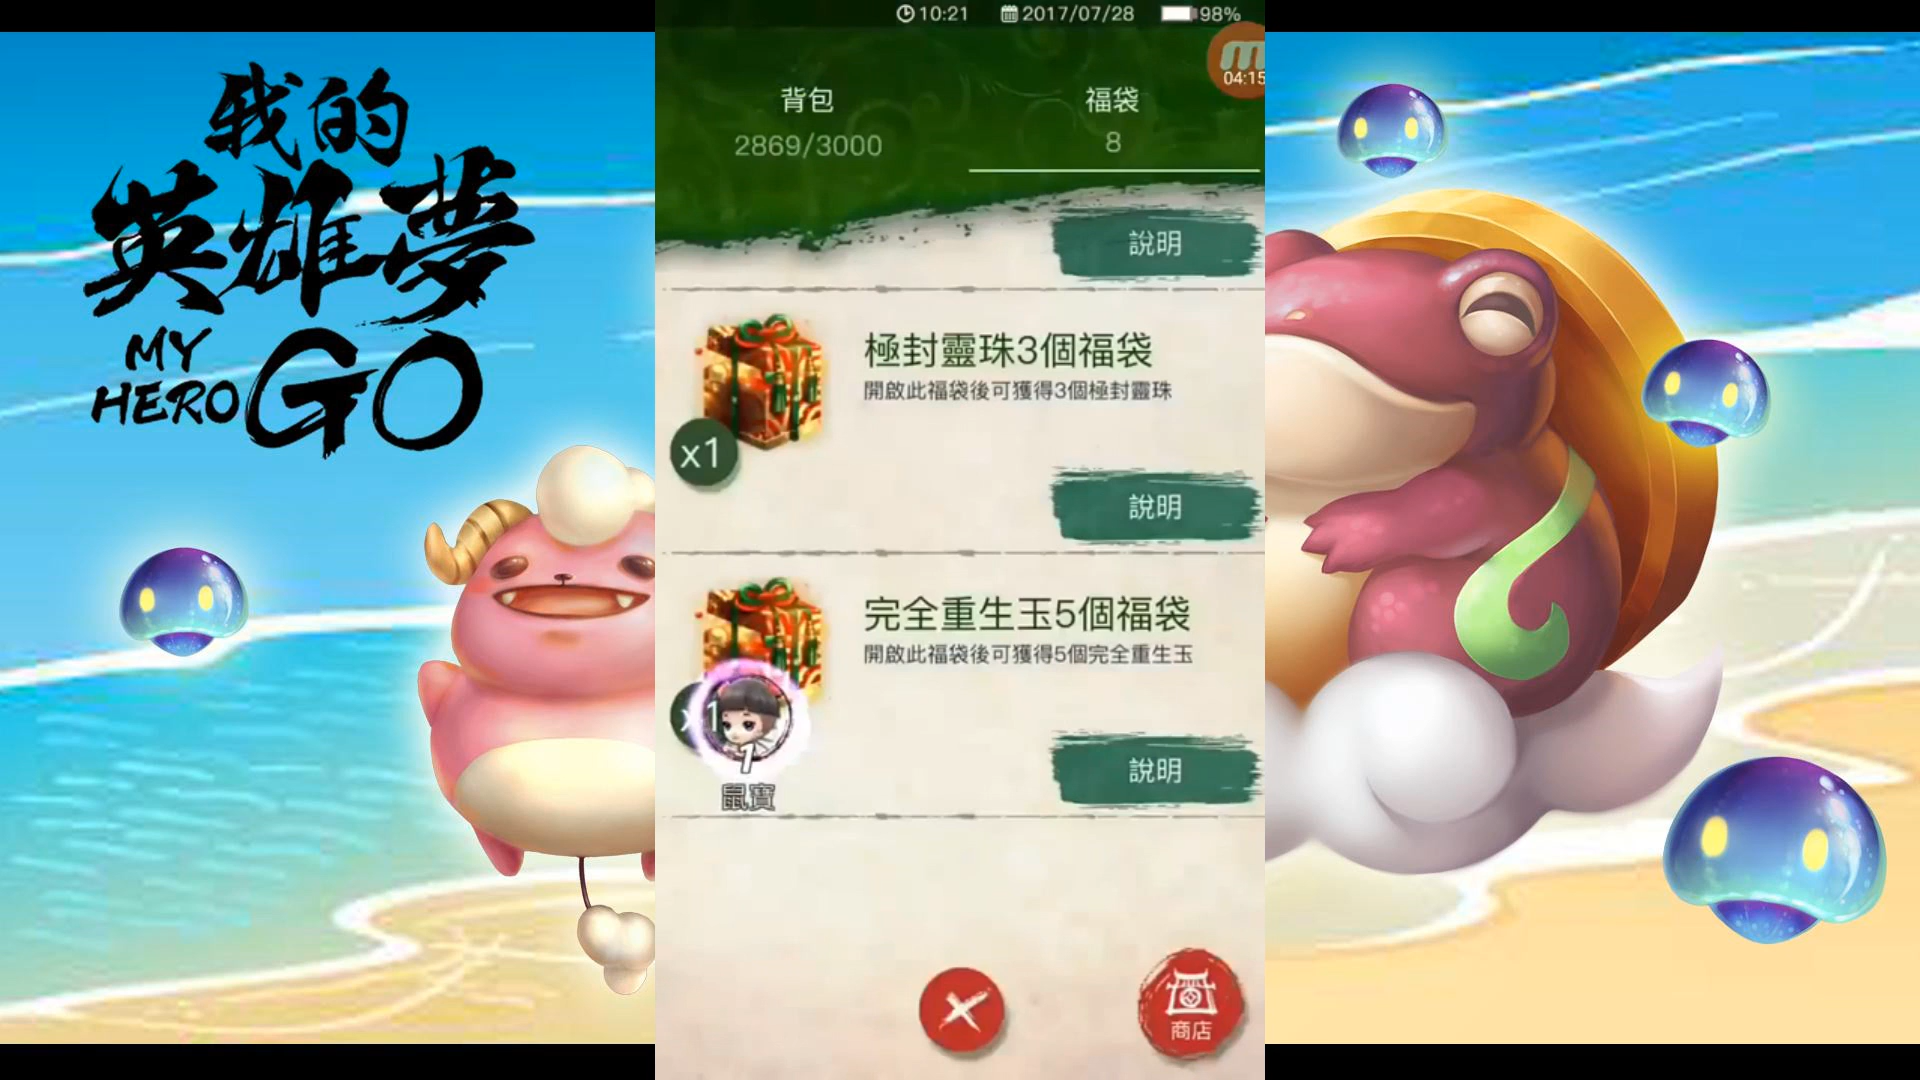 我的
英雄夢
MY
HERO GO
10:21 2017/07/28 98%
04:15
背包 福袋
2869/3000 8
說明
極封靈珠3個福袋
開啟此福袋後可獲得3個極封靈珠
x1
說明
完全重生玉5個福袋
開啟此福袋後可獲得5個完全重生玉
x1
1
鼠寶
說明
商店